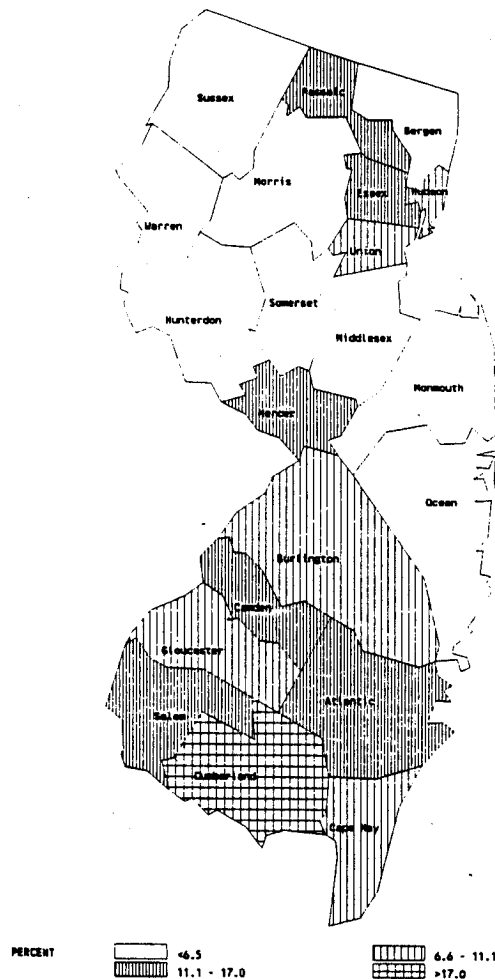 Sussex
Passaic
Bergen
Morris
Essex
Hudson
Warren
Union
Somerset
Hunterdon
Middlesex
Monmouth
Mercer
Ocean
Burlington
Camden
Gloucester
Atlantic
Salem
Cumberland
Cape May
PERCENT
<6.5
6.6 - 11.1
11.1 - 17.0
>17.0